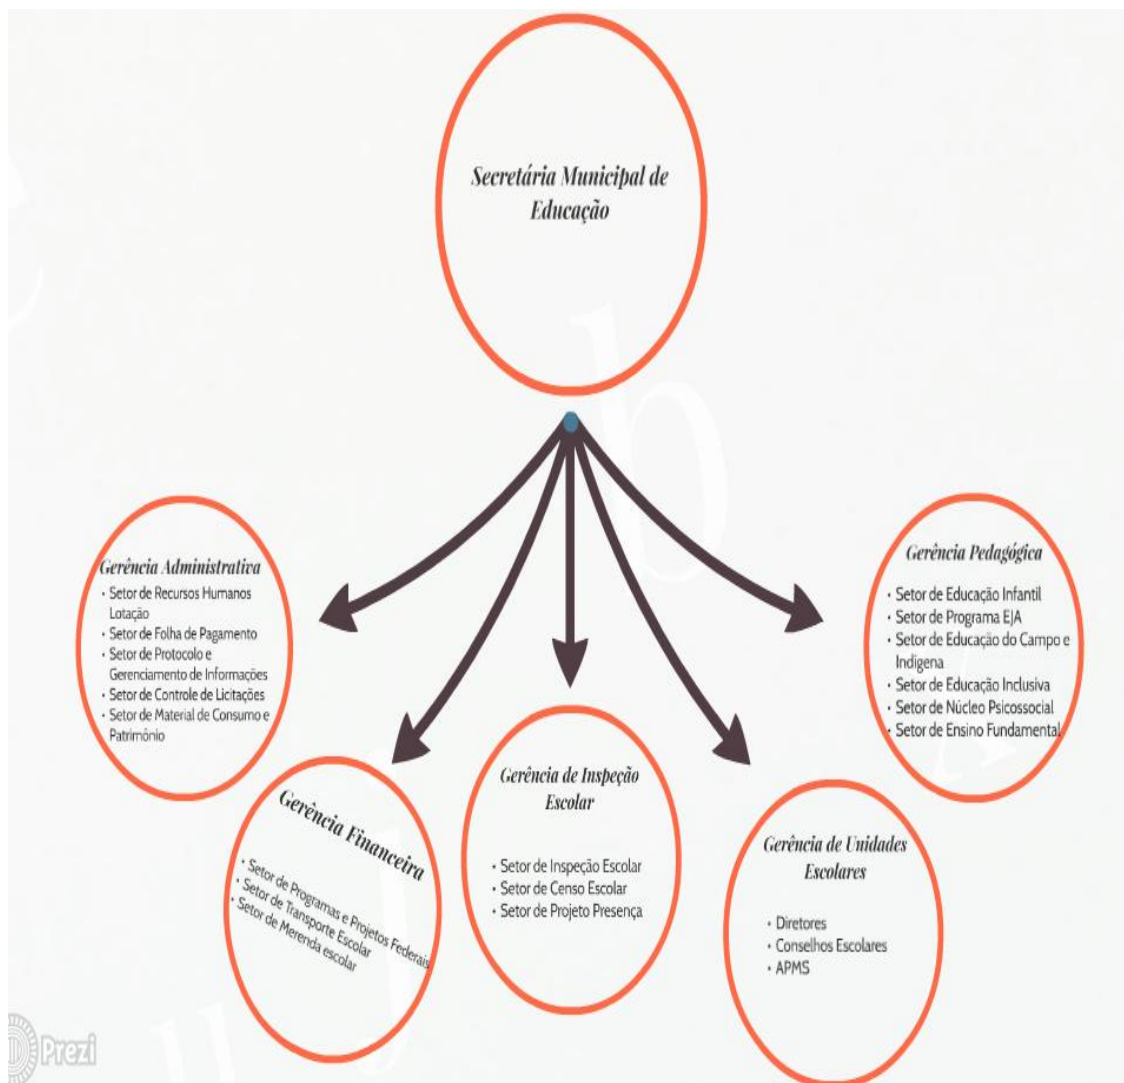 Secretária Municipal de
Educação
Gerência Administrativa
• Setor de Recursos Humanos
Lotação
• Setor de Folha de Pagamento
• Setor de Protocolo e
Gerenciamento de Informações
• Setor de Controle de Licitações
• Setor de Material de Consumo e
Patrimônio
Gerência Financeira
• Setor de Programas e Projetos Federais
• Setor de Transporte Escolar
• Setor de Merenda escolar
Gerência de Inspeção
Escolar
• Setor de Inspeção Escolar
• Setor de Censo Escolar
• Setor de Projeto Presença
Gerência de Unidades
Escolares
• Diretores
• Conselhos Escolares
• APMS
Gerência Pedagógica
• Setor de Educação Infantil
• Setor de Programa EJA
• Setor de Educação do Campo e
Indigena
• Setor de Educação Inclusiva
• Setor de Núcleo Psicossocial
• Setor de Ensino Fundamental
Prezi